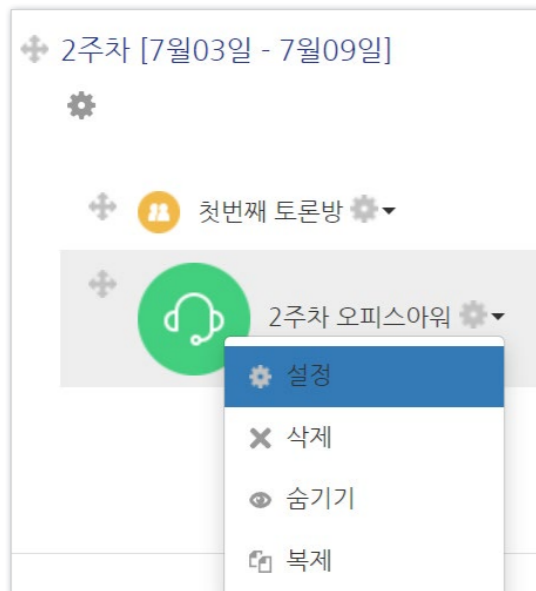 2주차 [7월03일 - 7월09일]
첫번째 토론방
2주차 오피스아워
설정
삭제
숨기기
복제